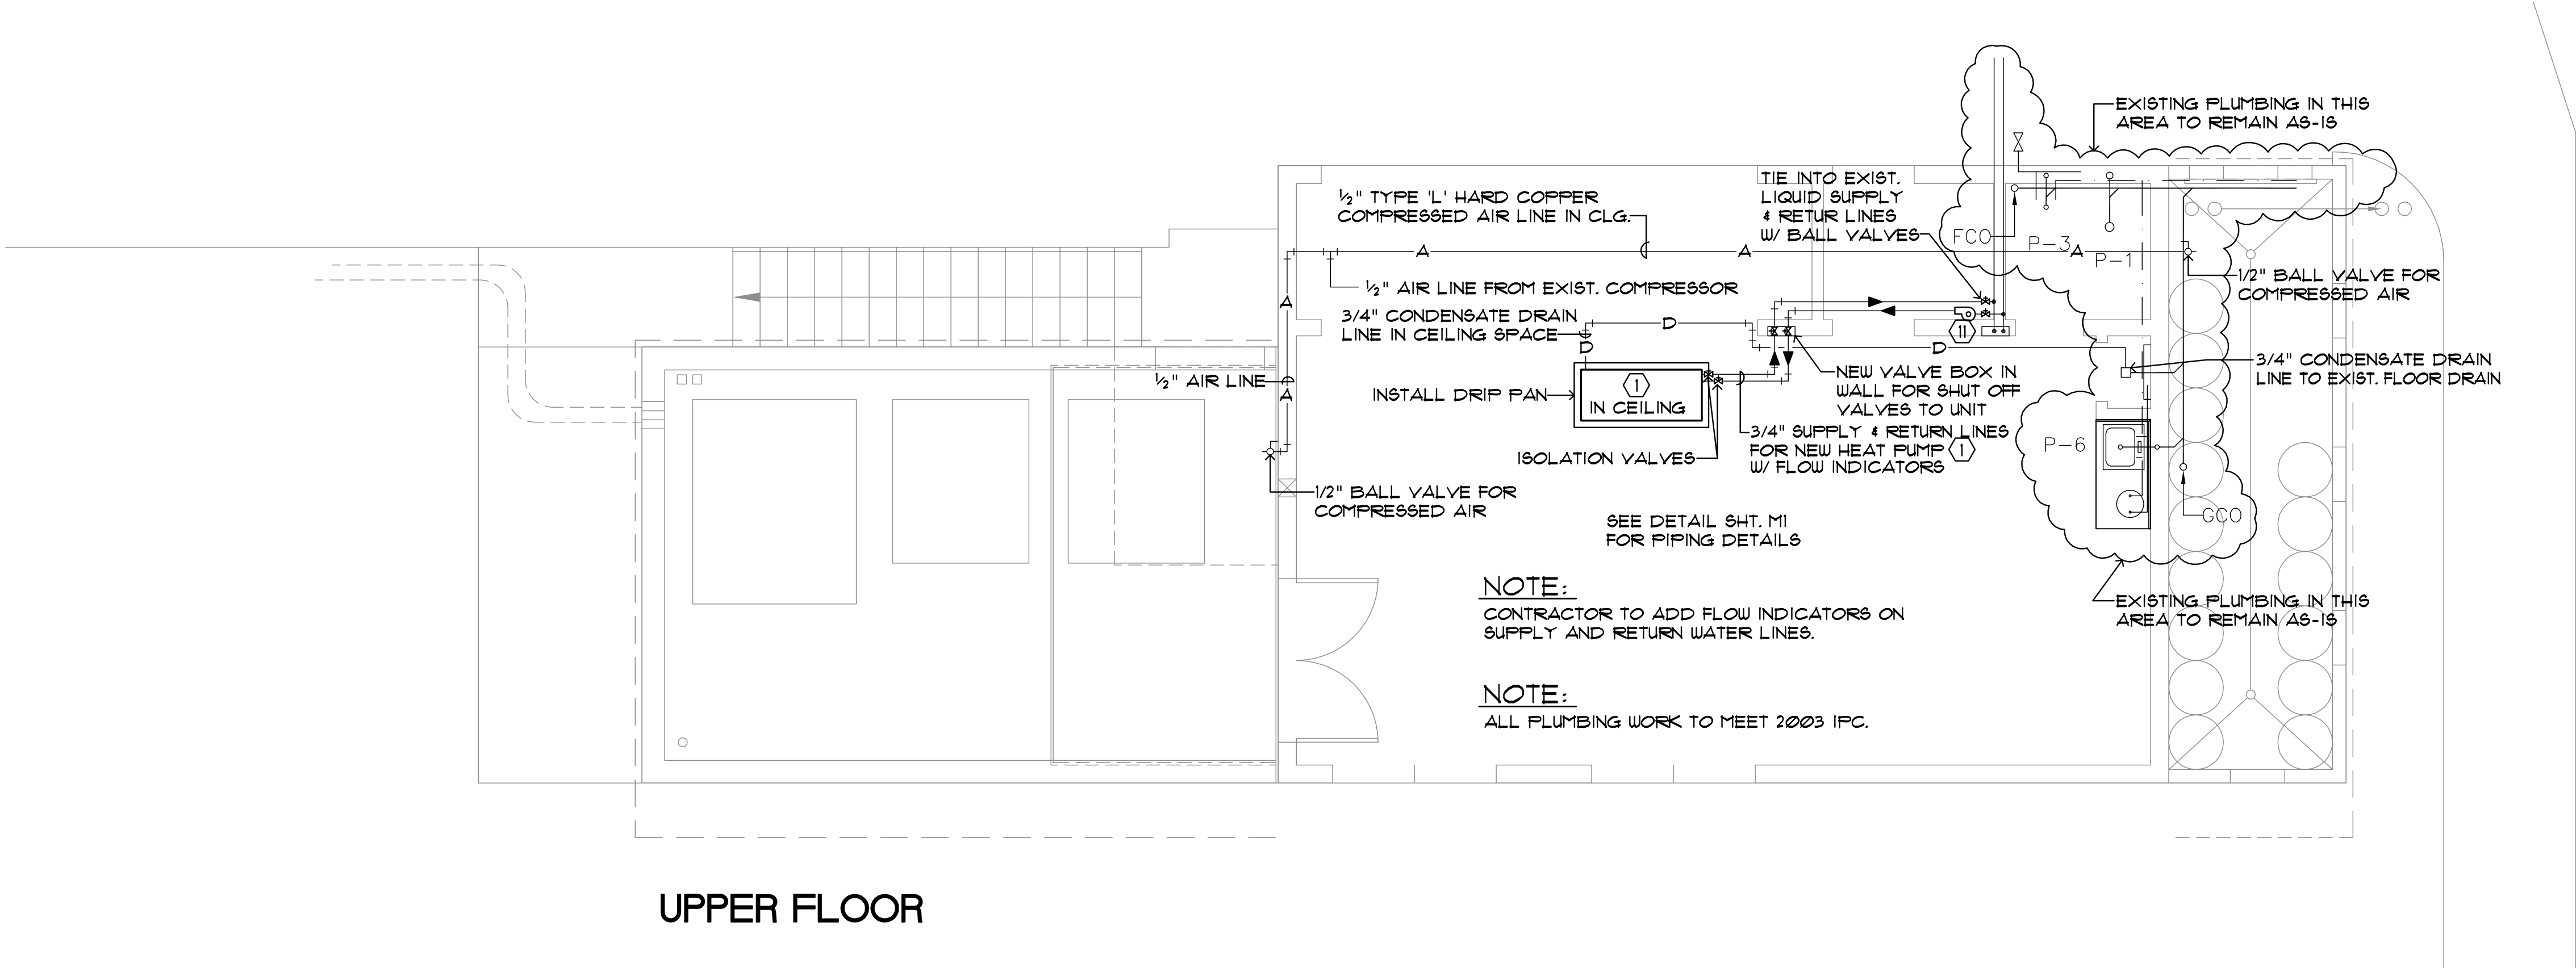 EXISTING PLUMBING IN THIS
AREA TO REMAIN AS-IS
TIE INTO EXIST.
LIQUID SUPPLY
& RETUR LINES
W/ BALL VALVES
½" TYPE 'L' HARD COPPER
COMPRESSED AIR LINE IN CLG.
FCO
P-3
P-1
A
A
A
½" AIR LINE FROM EXIST. COMPRESSOR
1/2" BALL VALVE FOR
COMPRESSED AIR
A
3/4" CONDENSATE DRAIN
LINE IN CEILING SPACE
D
D
D
11
3/4" CONDENSATE DRAIN
LINE TO EXIST. FLOOR DRAIN
½" AIR LINE
A
INSTALL DRIP PAN
1
IN CEILING
NEW VALVE BOX IN
WALL FOR SHUT OFF
VALVES TO UNIT
3/4" SUPPLY & RETURN LINES
FOR NEW HEAT PUMP 1
W/ FLOW INDICATORS
P-6
ISOLATION VALVES
1/2" BALL VALVE FOR
COMPRESSED AIR
GCO
SEE DETAIL SHT. M1
FOR PIPING DETAILS
NOTE:
CONTRACTOR TO ADD FLOW INDICATORS ON
SUPPLY AND RETURN WATER LINES.
EXISTING PLUMBING IN THIS
AREA TO REMAIN AS-IS
NOTE:
ALL PLUMBING WORK TO MEET 2003 IPC.
UPPER FLOOR